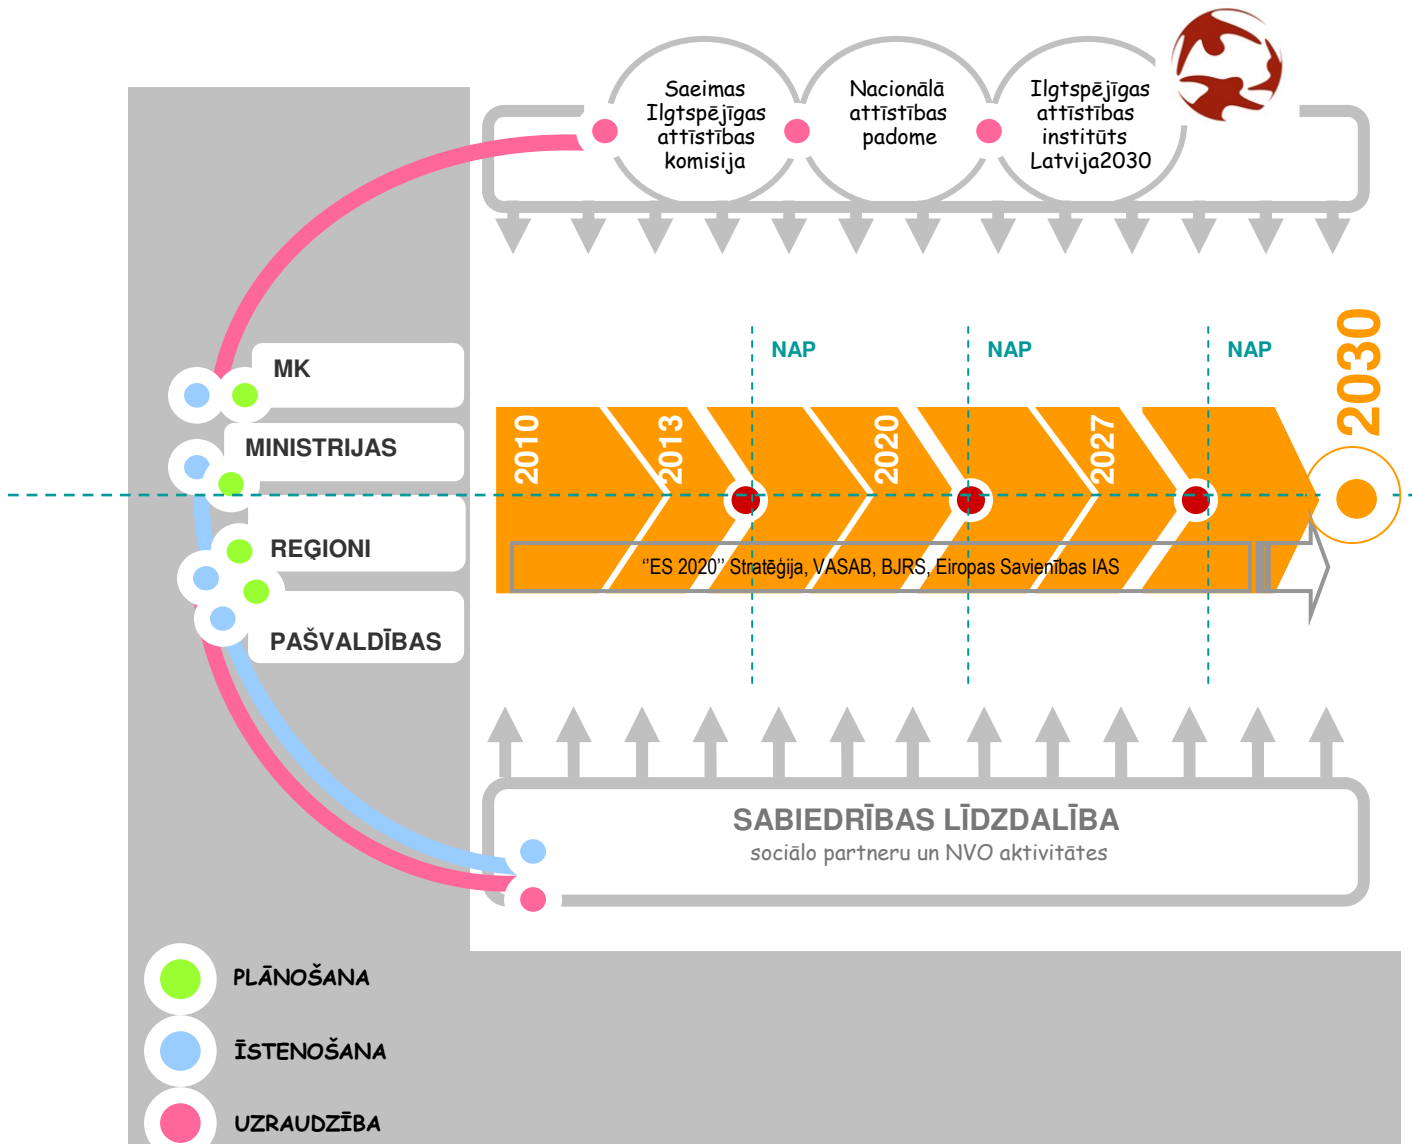 Saeimas
Ilgtspējīgas
attīstības
komisija
Nacionālā
attīstības
padome
Ilgtspējīgas
attīstības
institūts
Latvija2030
MK
MINISTRIJAS
REĢIONI
PAŠVALDĪBAS
NAP
NAP
NAP
2010
2013
2020
2027
2030
‘’ES 2020’’ Stratēģija, VASAB, BJRS, Eiropas Savienības IAS
SABIEDRĪBAS LĪDZDALĪBA
sociālo partneru un NVO aktivitātes
PLĀNOŠANA
ĪSTENOŠANA
UZRAUDZĪBA